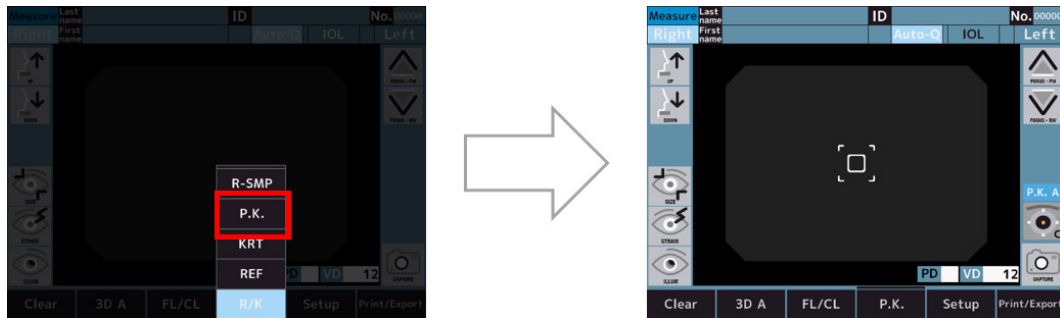 Measure Last name ID No. 00000
Right First name Auto-Q IOL Left
UP
FOCUS - FW
DOWN
FOCUS - BW
R-SMP
SIZE
P.K.
STRAIN
KRT
REF PD VD 12
ILLUM
CAPTURE
Clear 3D A FL/CL R/K Setup Print/Export
Measure Last name ID No. 00000
Right First name Auto-Q IOL Left
UP
FOCUS - FW
DOWN
FOCUS - BW
P.K. A
SIZE
C
STRAIN
PD VD 12
ILLUM
CAPTURE
Clear 3D A FL/CL P.K. Setup Print/Export